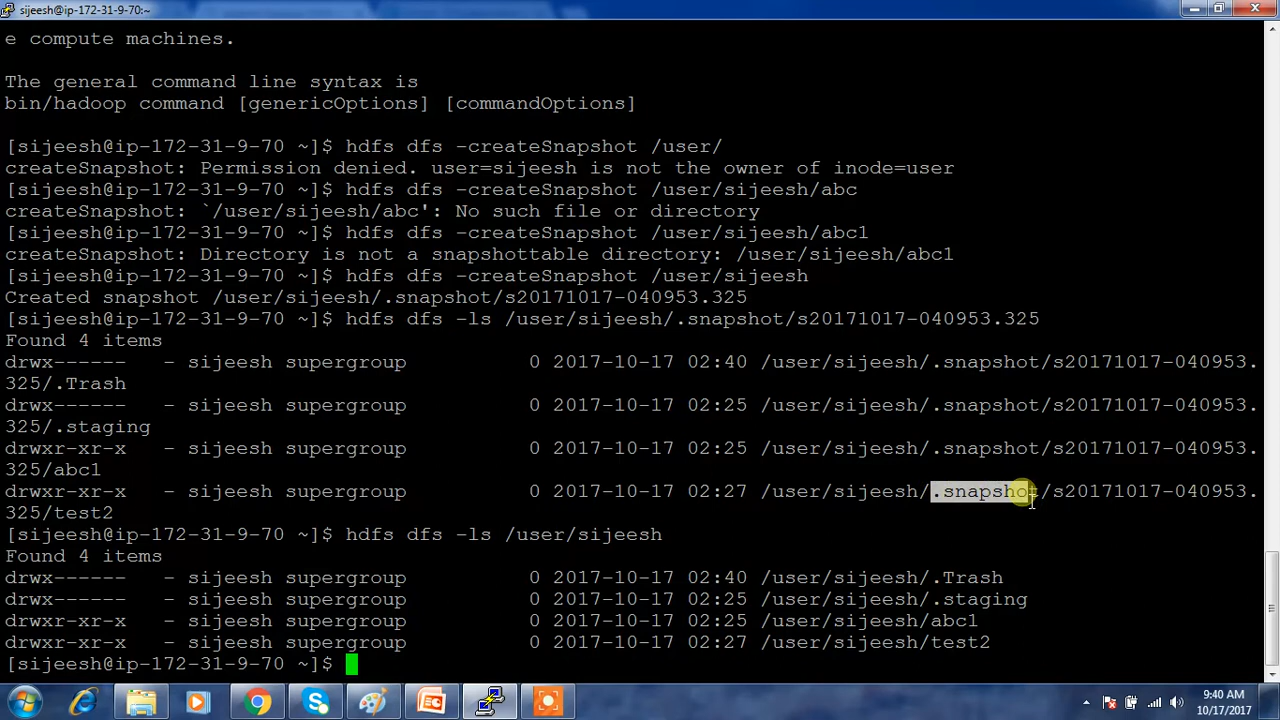 sijeesh@ip-172-31-9-70:~
e compute machines.
The general command line syntax is
bin/hadoop command [genericOptions] [commandOptions]
[sijeesh@ip-172-31-9-70 ~]$ hdfs dfs -createSnapshot /user/
createSnapshot: Permission denied. user=sijeesh is not the owner of inode=user
[sijeesh@ip-172-31-9-70 ~]$ hdfs dfs -createSnapshot /user/sijeesh/abc
createSnapshot: `/user/sijeesh/abc': No such file or directory
[sijeesh@ip-172-31-9-70 ~]$ hdfs dfs -createSnapshot /user/sijeesh/abc1
createSnapshot: Directory is not a snapshottable directory: /user/sijeesh/abc1
[sijeesh@ip-172-31-9-70 ~]$ hdfs dfs -createSnapshot /user/sijeesh
Created snapshot /user/sijeesh/.snapshot/s20171017-040953.325
[sijeesh@ip-172-31-9-70 ~]$ hdfs dfs -ls /user/sijeesh/.snapshot/s20171017-040953.325
Found 4 items
drwx------   - sijeesh supergroup          0 2017-10-17 02:40 /user/sijeesh/.snapshot/s20171017-040953.
325/.Trash
drwx------   - sijeesh supergroup          0 2017-10-17 02:25 /user/sijeesh/.snapshot/s20171017-040953.
325/.staging
drwxr-xr-x   - sijeesh supergroup          0 2017-10-17 02:25 /user/sijeesh/.snapshot/s20171017-040953.
325/abc1
drwxr-xr-x   - sijeesh supergroup          0 2017-10-17 02:27 /user/sijeesh/.snapshot/s20171017-040953.
325/test2
[sijeesh@ip-172-31-9-70 ~]$ hdfs dfs -ls /user/sijeesh
Found 4 items
drwx------   - sijeesh supergroup          0 2017-10-17 02:40 /user/sijeesh/.Trash
drwx------   - sijeesh supergroup          0 2017-10-17 02:25 /user/sijeesh/.staging
drwxr-xr-x   - sijeesh supergroup          0 2017-10-17 02:25 /user/sijeesh/abc1
drwxr-xr-x   - sijeesh supergroup          0 2017-10-17 02:27 /user/sijeesh/test2
[sijeesh@ip-172-31-9-70 ~]$
9:40 AM
10/17/2017